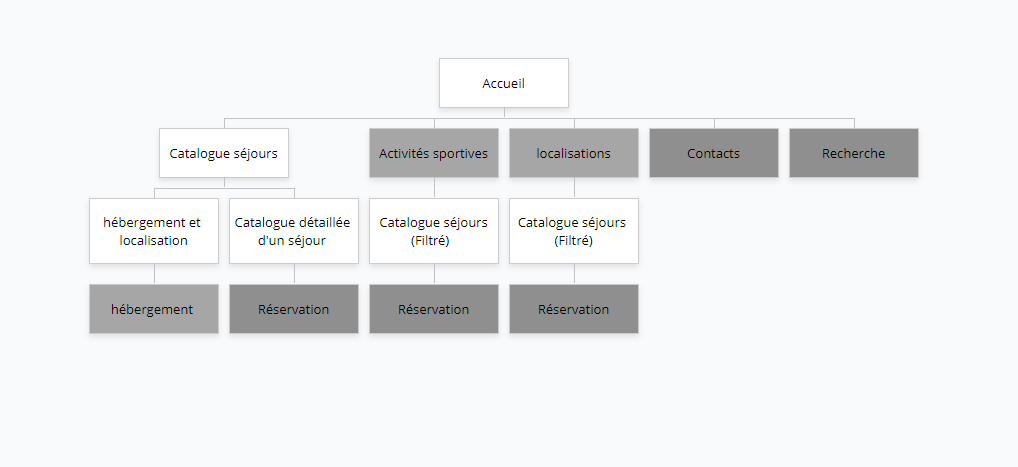 Accueil
Catalogue séjours
Activités sportives
localisations
Contacts
Recherche
hébergement et
localisation
Catalogue détaillée
d'un séjour
Catalogue séjours
(Filtré)
Catalogue séjours
(Filtré)
hébergement
Réservation
Réservation
Réservation